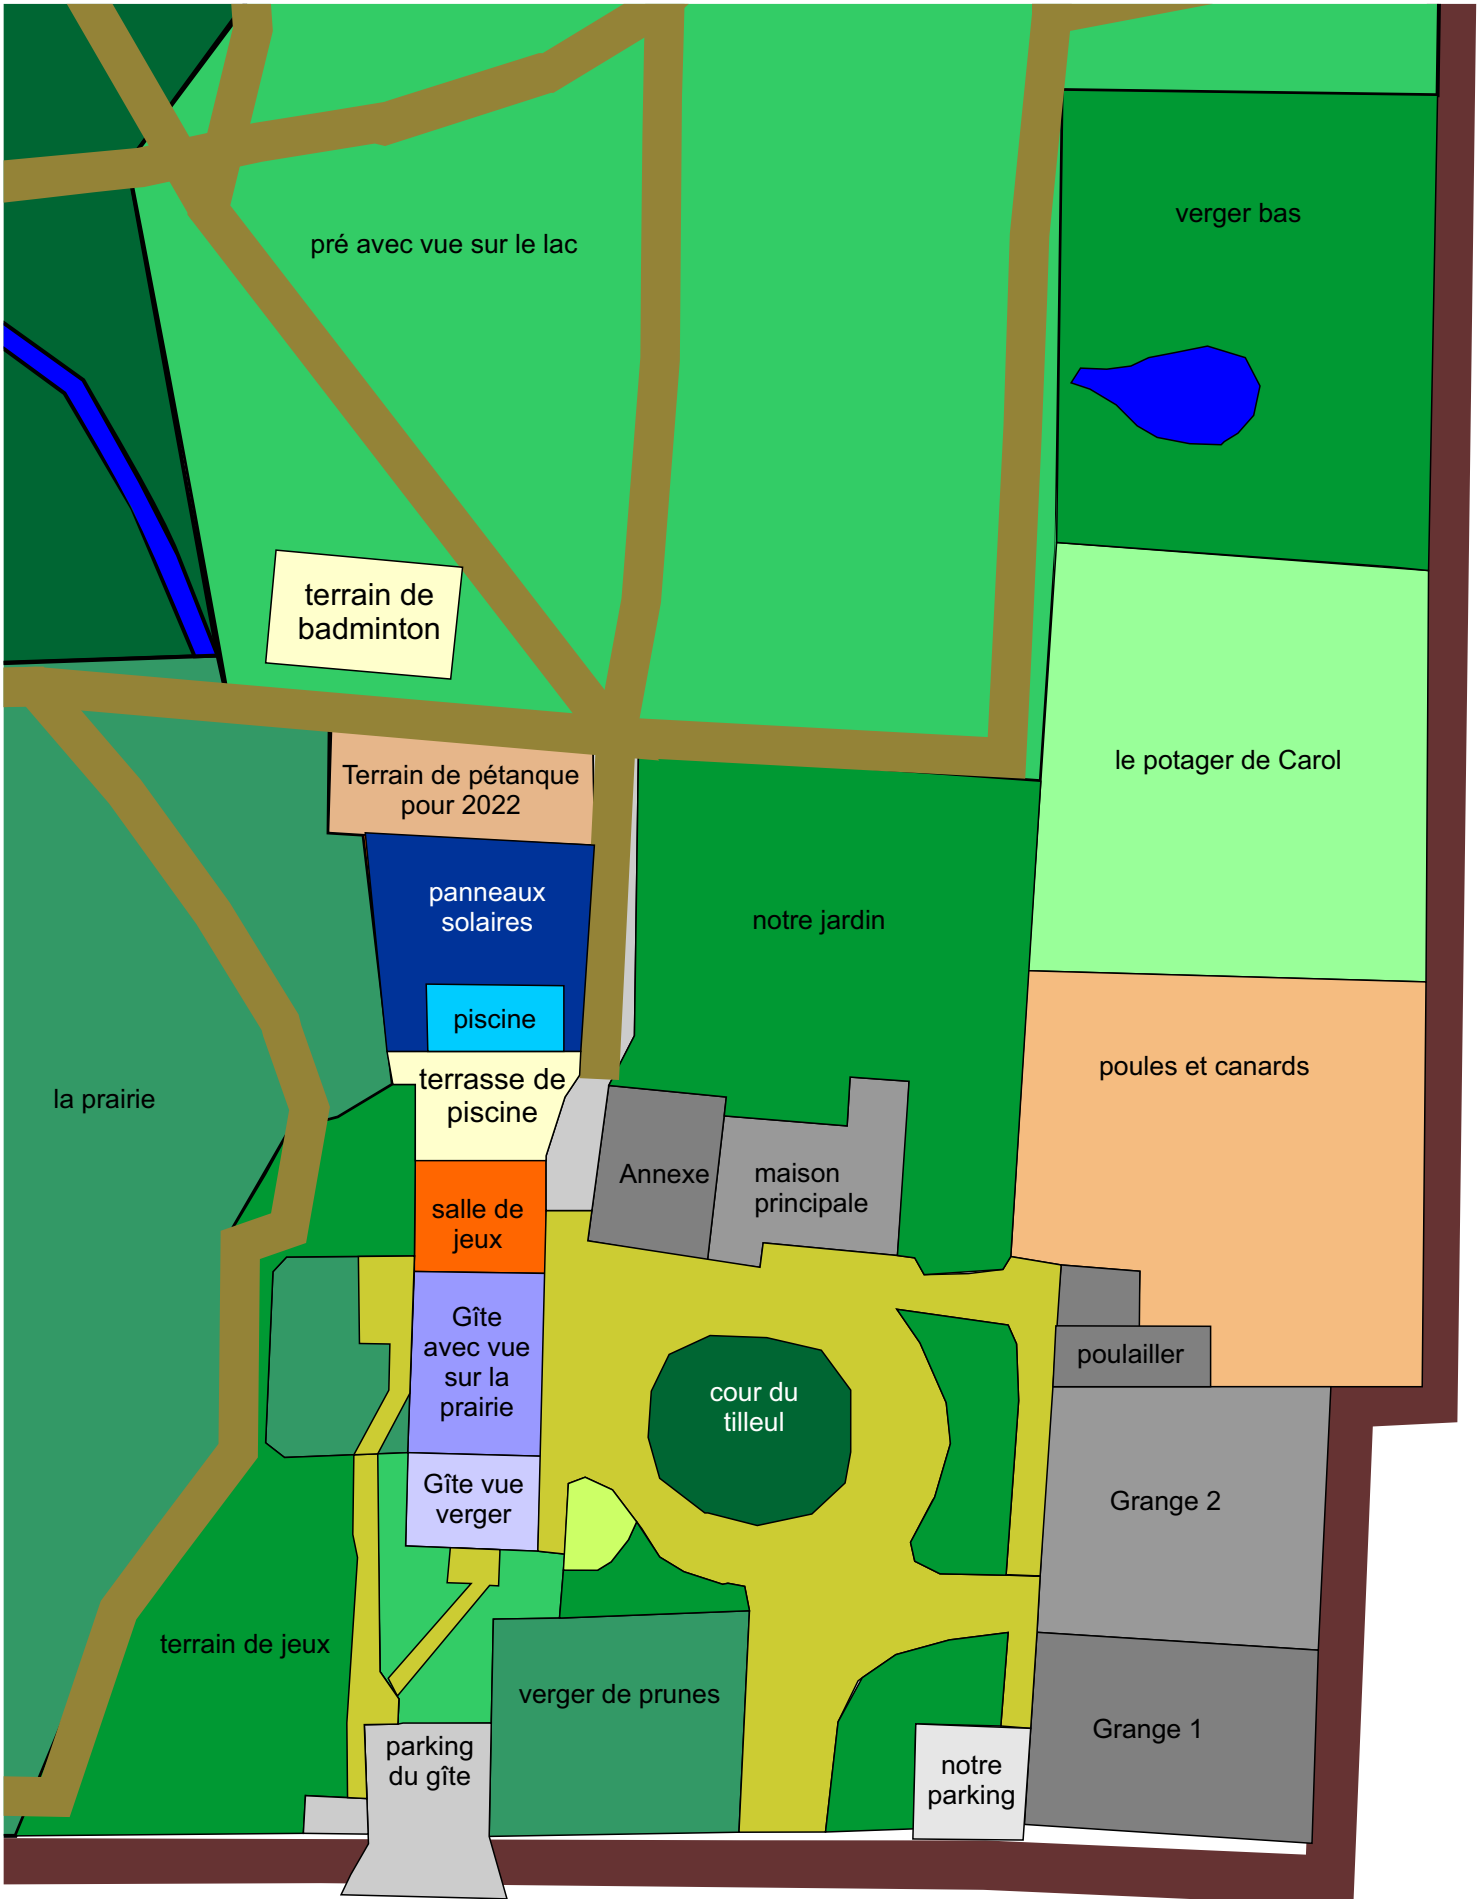 verger bas
pré avec vue sur le lac
terrain de
badminton
le potager de Carol
Terrain de pétanque
pour 2022
panneaux
solaires
notre jardin
piscine
poules et canards
terrasse de
piscine
la prairie
Annexe
maison
principale
salle de
jeux
Gîte
avec vue
sur la
prairie
poulailler
cour du
tilleul
Gîte vue
verger
Grange 2
terrain de jeux
verger de prunes
Grange 1
parking
du gîte
notre
parking